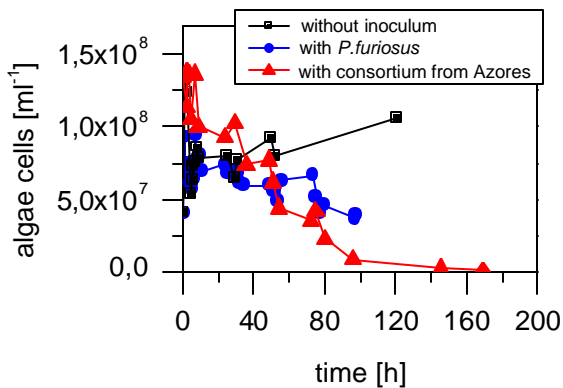 without inoculum
with P.furiosus
with consortium from Azores
1,5x10⁸
1,0x10⁸
5,0x10⁷
0,0
algae cells [ml⁻¹]
0 40 80 120 160 200
time [h]